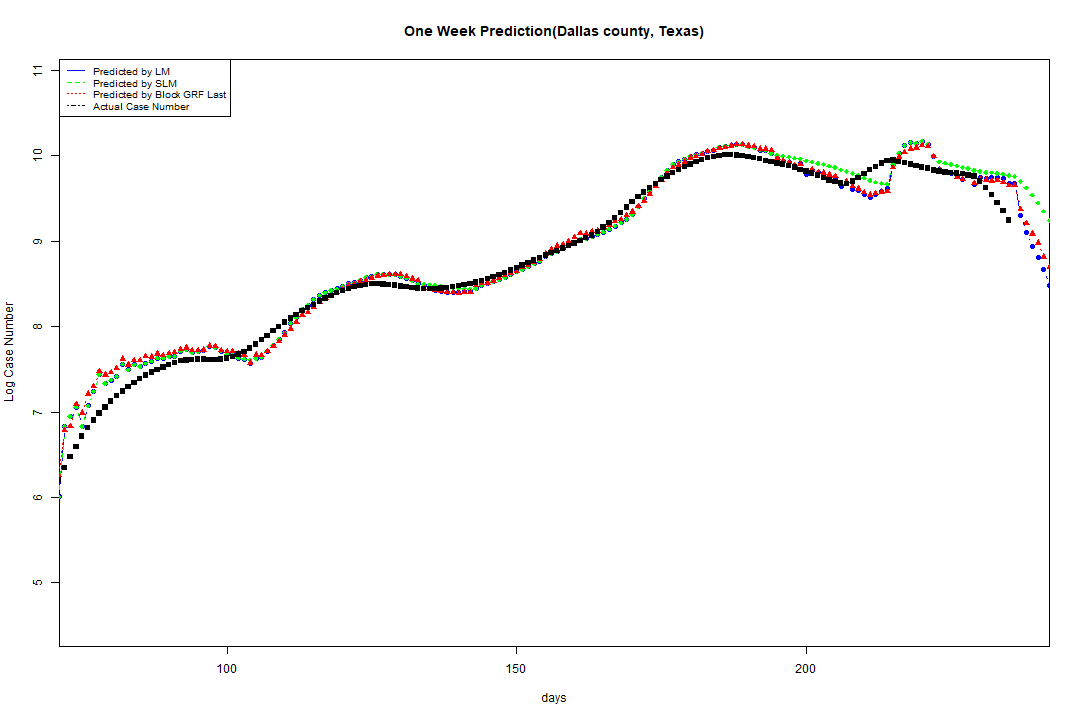 One Week Prediction(Dallas county, Texas)
Predicted by LM
Predicted by SLM
Predicted by Block GRF Last
Actual Case Number
11
10
9
8
7
6
5
Log Case Number
100 150 200
days